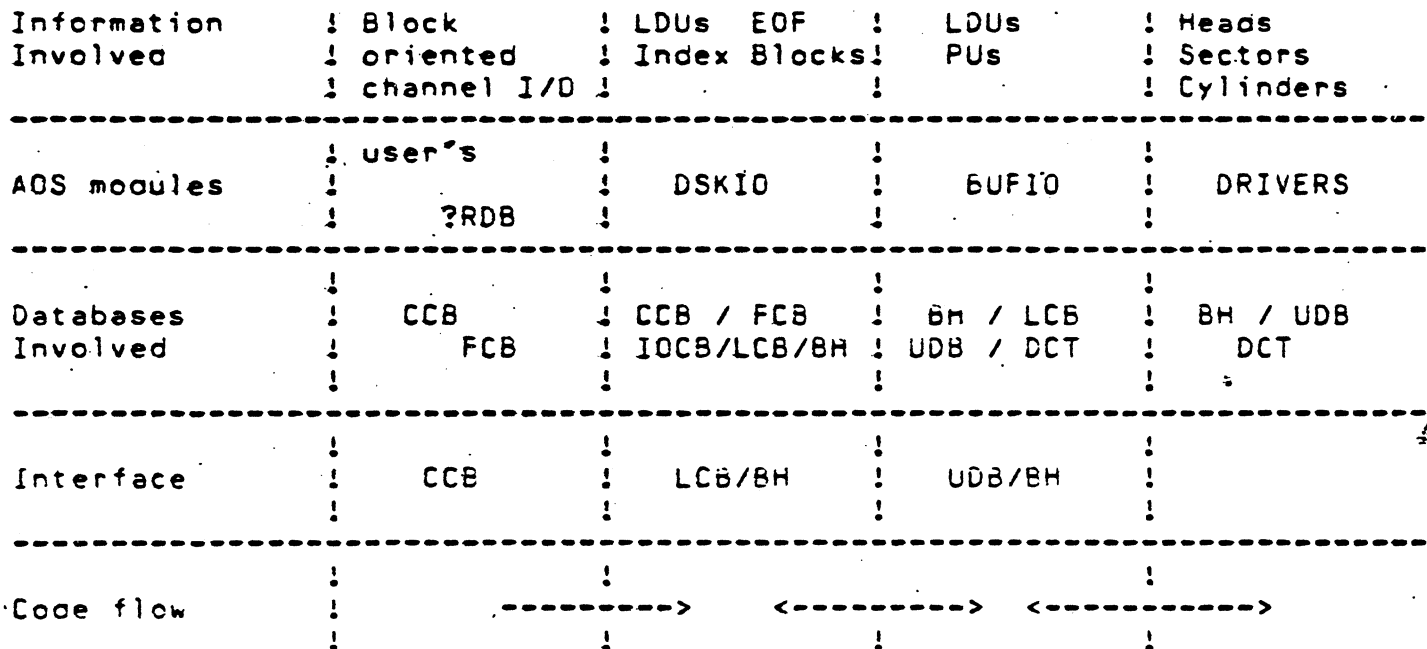 Information ! Block ! LDUs EOF ! LDUs ! Heads
Involved ! oriented ! Index Blocks! PUs ! Sectors
! channel I/O ! ! ! Cylinders
--------------------------------------------------------------------------------
! user's ! ! !
AOS modules ! ! DSKIO ! BUFIO ! DRIVERS
! ?RDB ! ! !
--------------------------------------------------------------------------------
! ! ! !
Databases ! CCB ! CCB / FCB ! BH / LCB ! BH / UDB
Involved ! FCB ! IOCB/LCB/BH ! UDB / DCT ! DCT
! ! ! !
--------------------------------------------------------------------------------
! ! ! !
Interface ! CCB ! LCB/BH ! UDB/BH !
! ! ! !
--------------------------------------------------------------------------------
! ! !
Code flow ! ----------> <----------> <------------>
! ! ! !